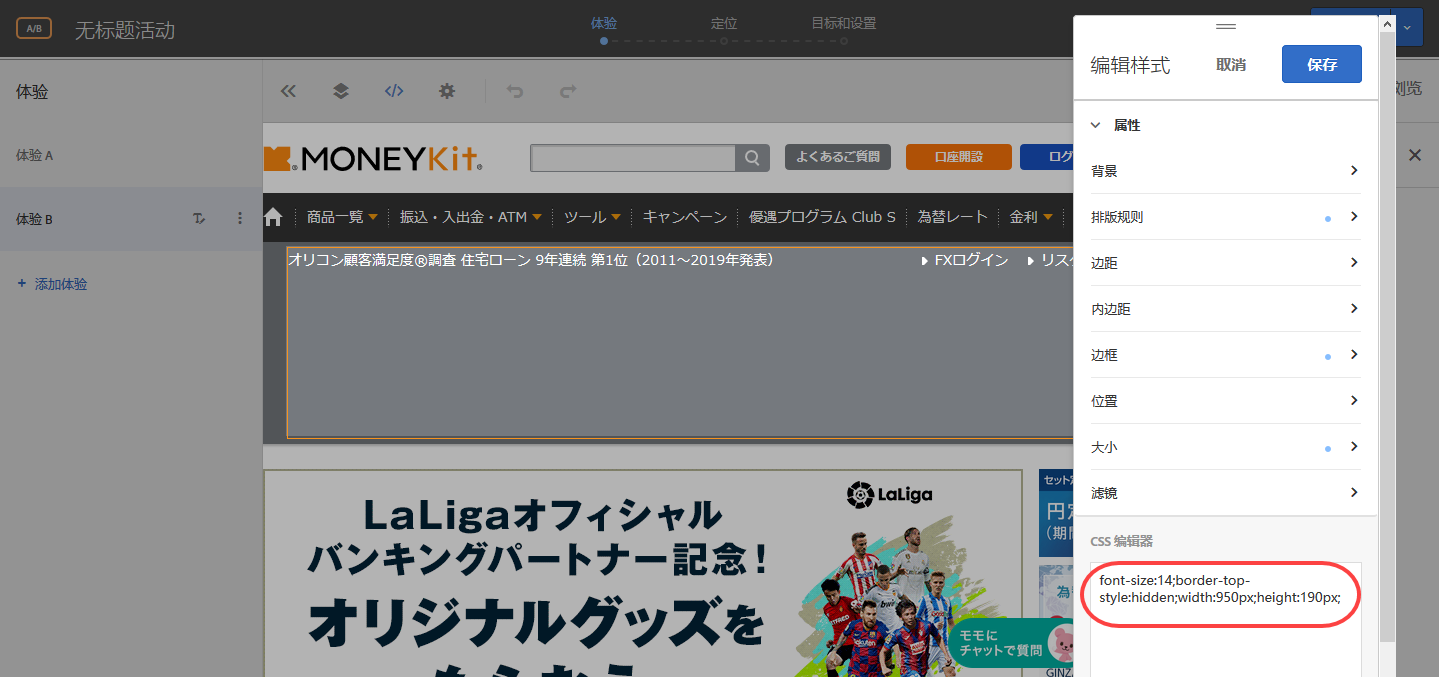 A/B
无标题活动
体验
定位
目标和设置
体验
体验 A
体验 B
+ 添加体验
浏览
MONEYKit
よくあるご質問
口座開設
ログ
商品一覧
振込・入出金・ATM
ツール
キャンペーン
優遇プログラム Club S
為替レート
金利
オリコン顧客満足度®調査 住宅ローン 9年連続 第1位（2011～2019年発表）
FXログイン
リスク
LaLiga
LaLigaオフィシャル
バンキングパートナー記念！
オリジナルグッズを
もらおう
セット
円定
（期間
為
モモに
チャットで質問
GINZ
编辑样式
取消
保存
属性
背景
排版规则
边距
内边距
边框
位置
大小
滤镜
CSS 编辑器
font-size:14;border-top-
style:hidden;width:950px;height:190px;